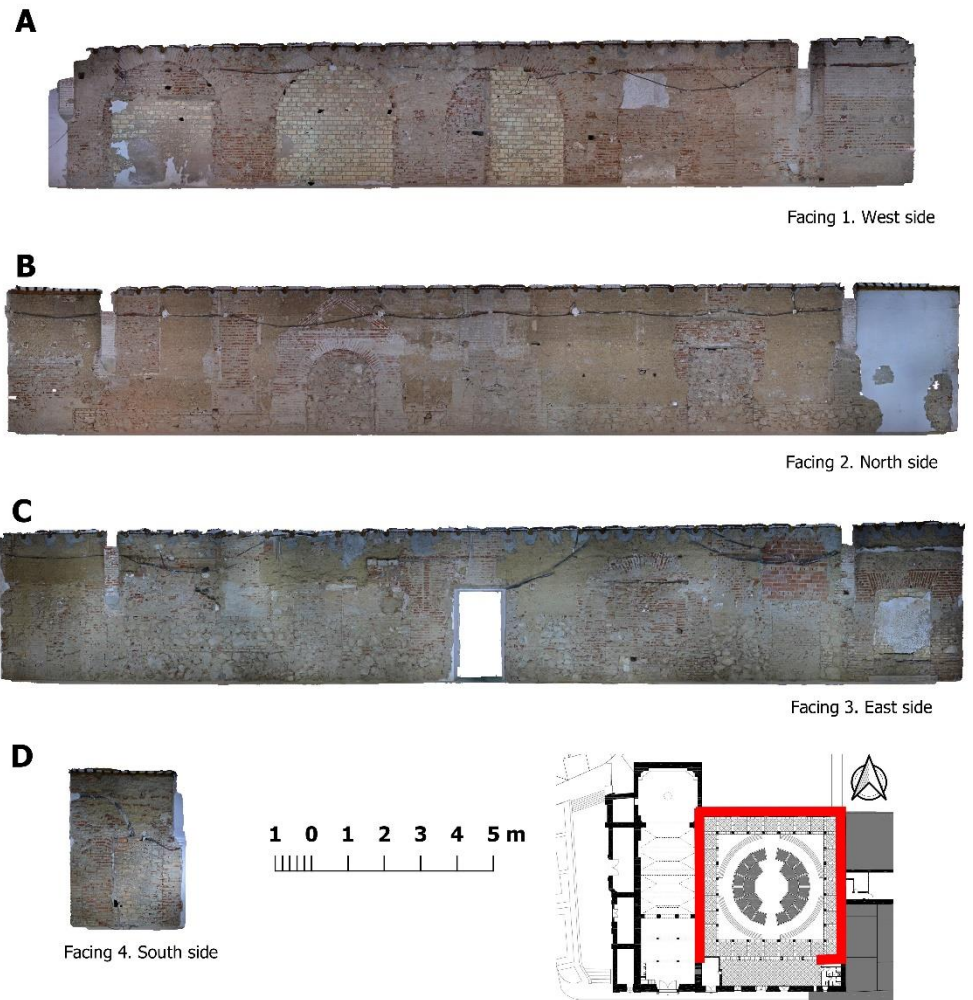 A
Facing 1. West side
B
Facing 2. North side
C
Facing 3. East side
D
1 0 1 2 3 4 5 m
Facing 4. South side